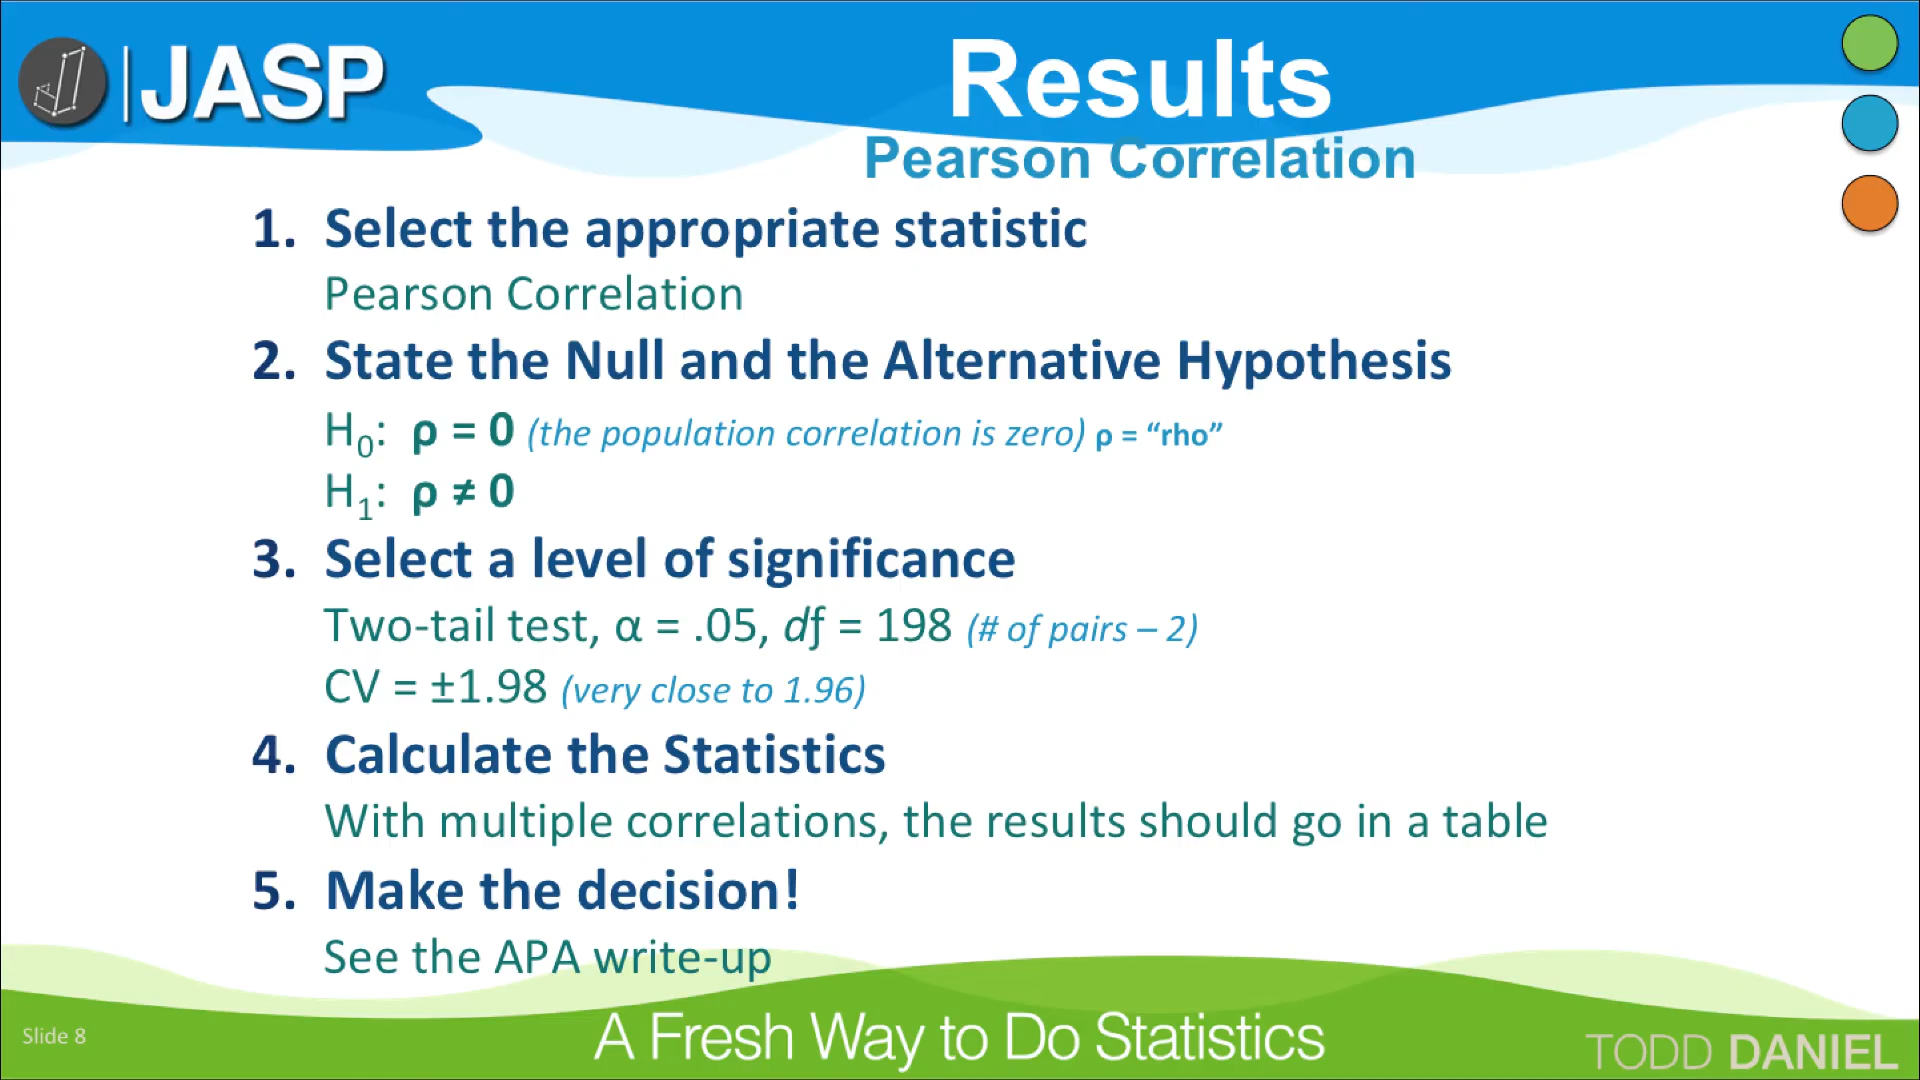 JASP
Results
Pearson Correlation
1. Select the appropriate statistic
Pearson Correlation
2. State the Null and the Alternative Hypothesis
H₀: ρ = 0 (the population correlation is zero) ρ = “rho”
H₁: ρ ≠ 0
3. Select a level of significance
Two-tail test, α = .05, dƒ = 198 (# of pairs – 2)
CV = ±1.98 (very close to 1.96)
4. Calculate the Statistics
With multiple correlations, the results should go in a table
5. Make the decision!
See the APA write-up
Slide 8
A Fresh Way to Do Statistics
TODD DANIEL